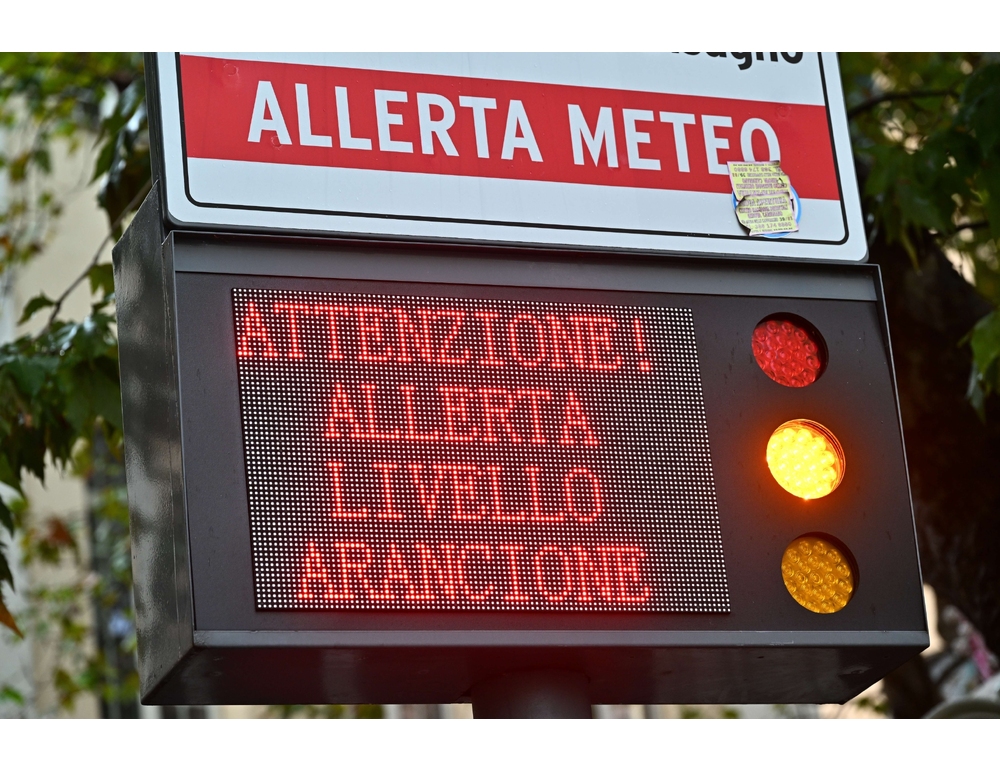 ALLERTA METEO
ATTENZIONE!
ALLERTA
LIVELLO
ARANCIONE